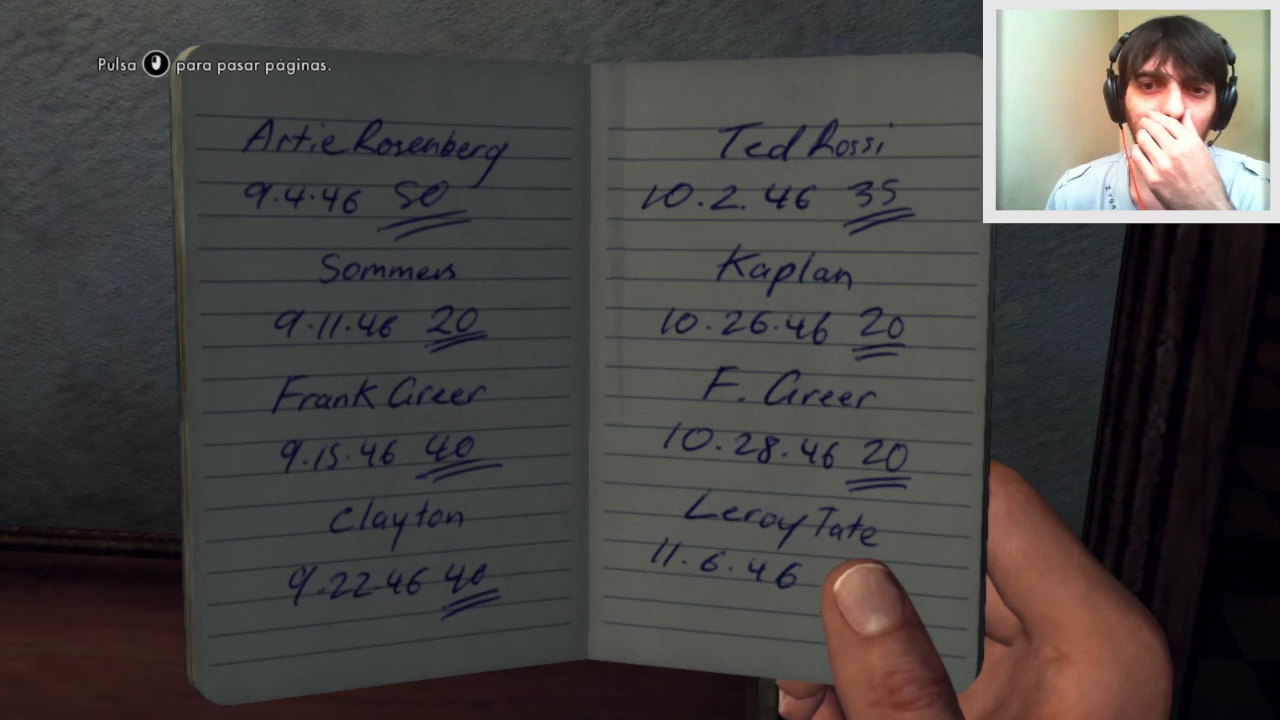 Pulsa para pasar páginas.
Artie Rosenberg
9.4.46 50
Sommers
9.11.46 20
Frank Greer
9.15.46 40
Clayton
9.22.46 40
Ted Rossi
10.2.46 35
Kaplan
10.26.46 20
F. Greer
10.28.46 20
Leroy Tate
11.6.46